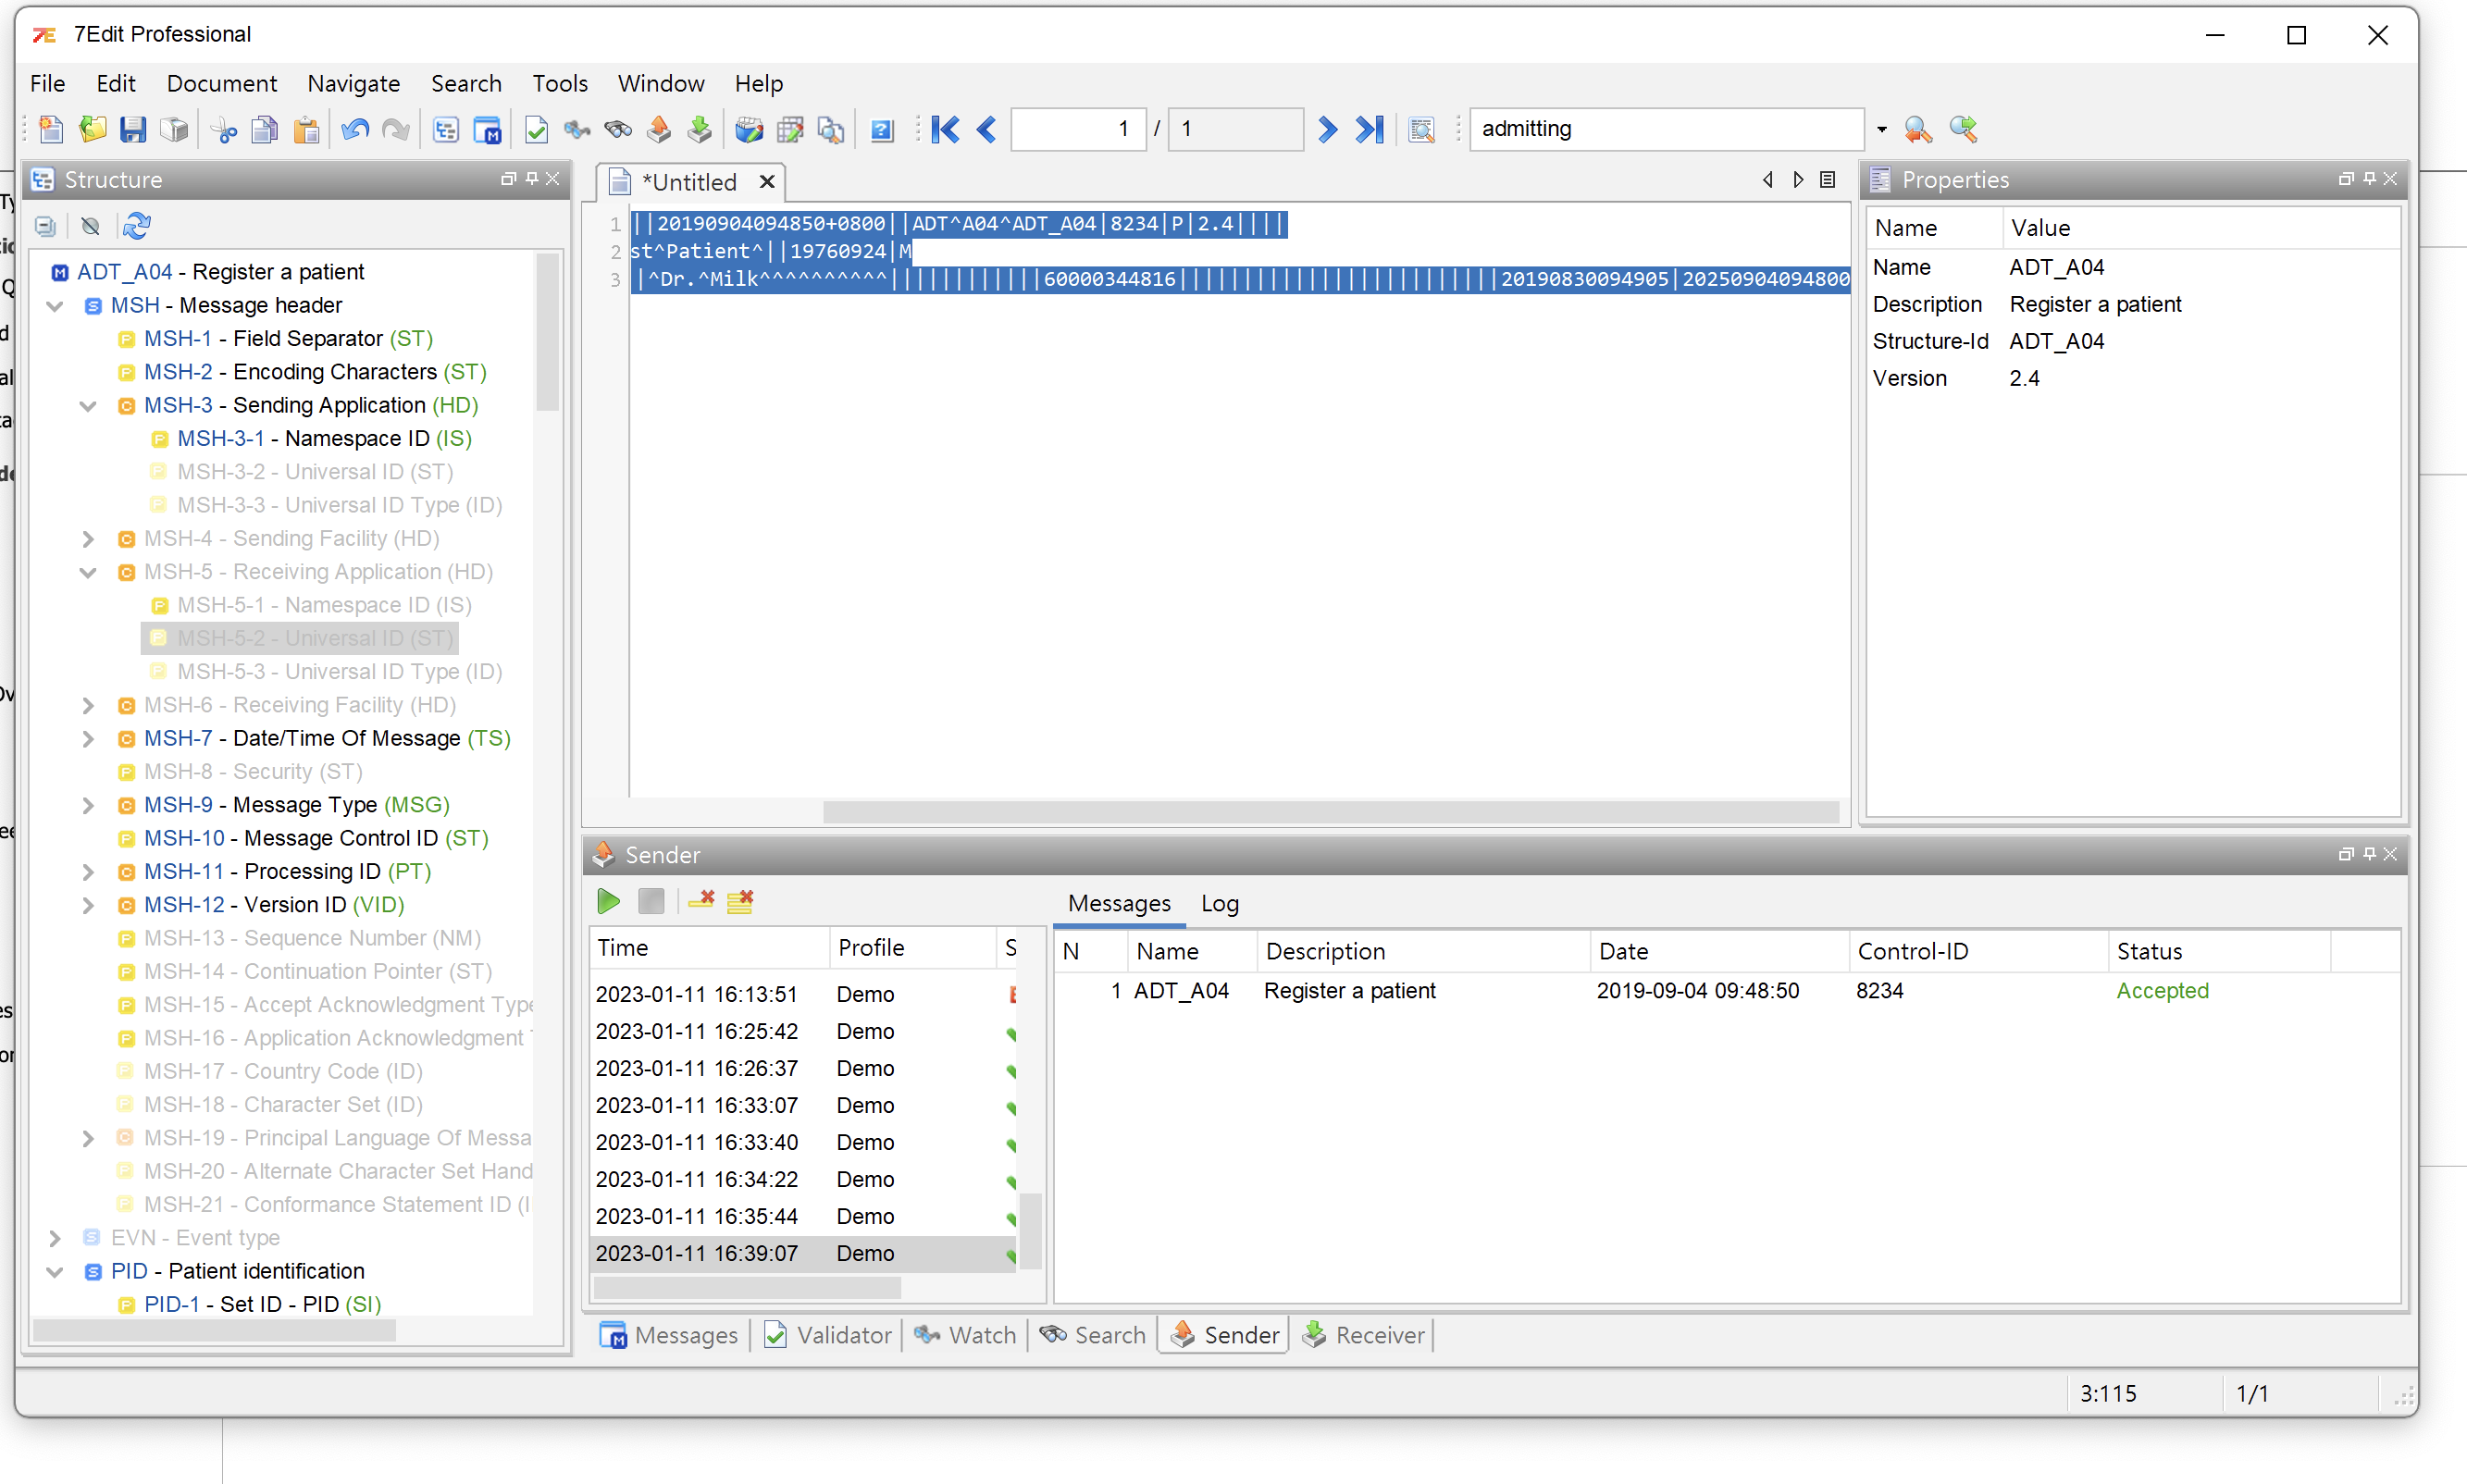 7Edit Professional
File Edit Document Navigate Search Tools Window Help
1 / 1 admitting
Structure
ADT_A04 - Register a patient
MSH - Message header
MSH-1 - Field Separator (ST)
MSH-2 - Encoding Characters (ST)
MSH-3 - Sending Application (HD)
MSH-3-1 - Namespace ID (IS)
MSH-3-2 - Universal ID (ST)
MSH-3-3 - Universal ID Type (ID)
MSH-4 - Sending Facility (HD)
MSH-5 - Receiving Application (HD)
MSH-5-1 - Namespace ID (IS)
MSH-5-2 - Universal ID (ST)
MSH-5-3 - Universal ID Type (ID)
MSH-6 - Receiving Facility (HD)
MSH-7 - Date/Time Of Message (TS)
MSH-8 - Security (ST)
MSH-9 - Message Type (MSG)
MSH-10 - Message Control ID (ST)
MSH-11 - Processing ID (PT)
MSH-12 - Version ID (VID)
MSH-13 - Sequence Number (NM)
MSH-14 - Continuation Pointer (ST)
MSH-15 - Accept Acknowledgment Type
MSH-16 - Application Acknowledgment
MSH-17 - Country Code (ID)
MSH-18 - Character Set (ID)
MSH-19 - Principal Language Of Messa
MSH-20 - Alternate Character Set Hand
MSH-21 - Conformance Statement ID (I
EVN - Event type
PID - Patient identification
PID-1 - Set ID - PID (SI)
*Untitled
1 ||20190904094850+0800||ADT^A04^ADT_A04|8234|P|2.4||||
2 st^Patient^||19760924|M
3 |^Dr.^Milk^^^^^^^^^^||||||||||||60000344816|||||||||||||||||||||||||20190830094905|20250904094800
Properties
Name Value
Name ADT_A04
Description Register a patient
Structure-Id ADT_A04
Version 2.4
Sender
Time Profile S
2023-01-11 16:13:51 Demo
2023-01-11 16:25:42 Demo
2023-01-11 16:26:37 Demo
2023-01-11 16:33:07 Demo
2023-01-11 16:33:40 Demo
2023-01-11 16:34:22 Demo
2023-01-11 16:35:44 Demo
2023-01-11 16:39:07 Demo
Messages Log
N Name Description Date Control-ID Status
1 ADT_A04 Register a patient 2019-09-04 09:48:50 8234 Accepted
Messages Validator Watch Search Sender Receiver
3:115 1/1